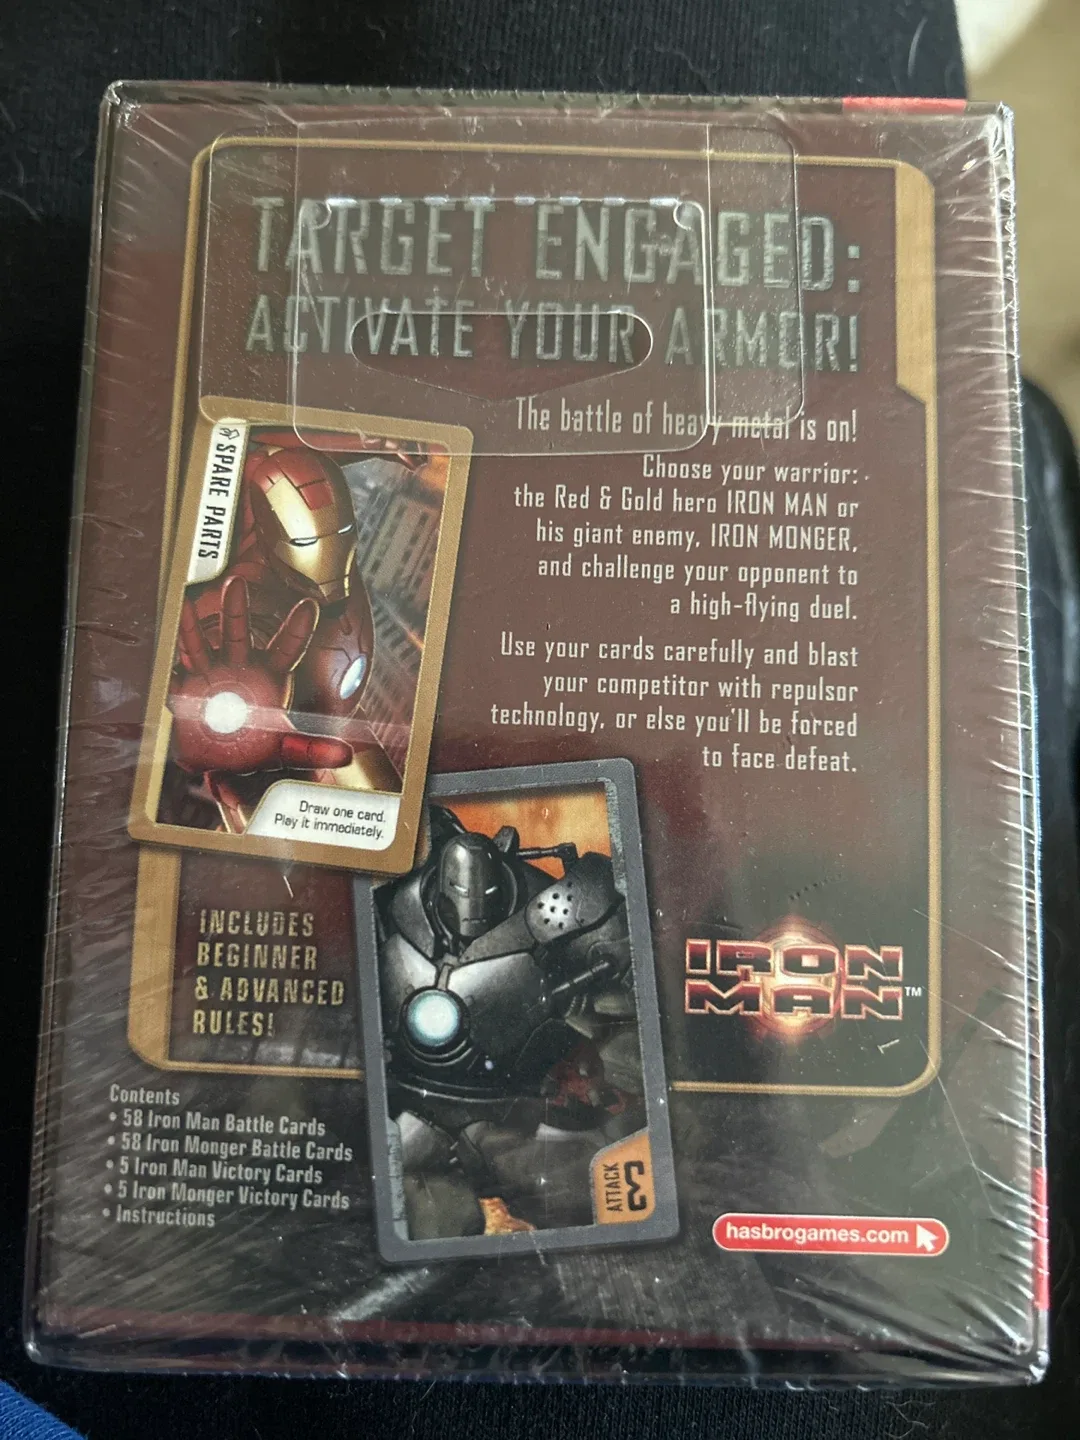 TARGET ENGAGED:
ACTIVATE YOUR ARMOR!
The battle of heavy metal is on!
Choose your warrior:
the Red & Gold hero IRON MAN or
his giant enemy, IRON MONGER,
and challenge your opponent to
a high-flying duel.
Use your cards carefully and blast
your competitor with repulsor
technology, or else you'll be forced
to face defeat.
SPARE PARTS
Draw one card.
Play it immediately.
INCLUDES
BEGINNER
& ADVANCED
RULES!
IRON
MAN™
Contents
• 58 Iron Man Battle Cards
• 58 Iron Monger Battle Cards
• 5 Iron Man Victory Cards
• 5 Iron Monger Victory Cards
• Instructions
ATTACK
3
hasbrogames.com